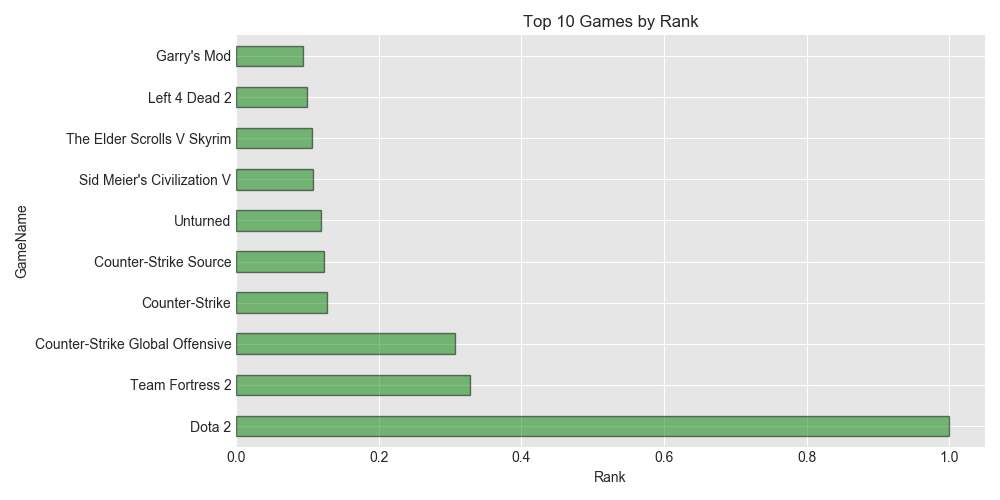 Top 10 Games by Rank
GameName
Garry's Mod
Left 4 Dead 2
The Elder Scrolls V Skyrim
Sid Meier's Civilization V
Unturned
Counter-Strike Source
Counter-Strike
Counter-Strike Global Offensive
Team Fortress 2
Dota 2
0.0 0.2 0.4 0.6 0.8 1.0
Rank